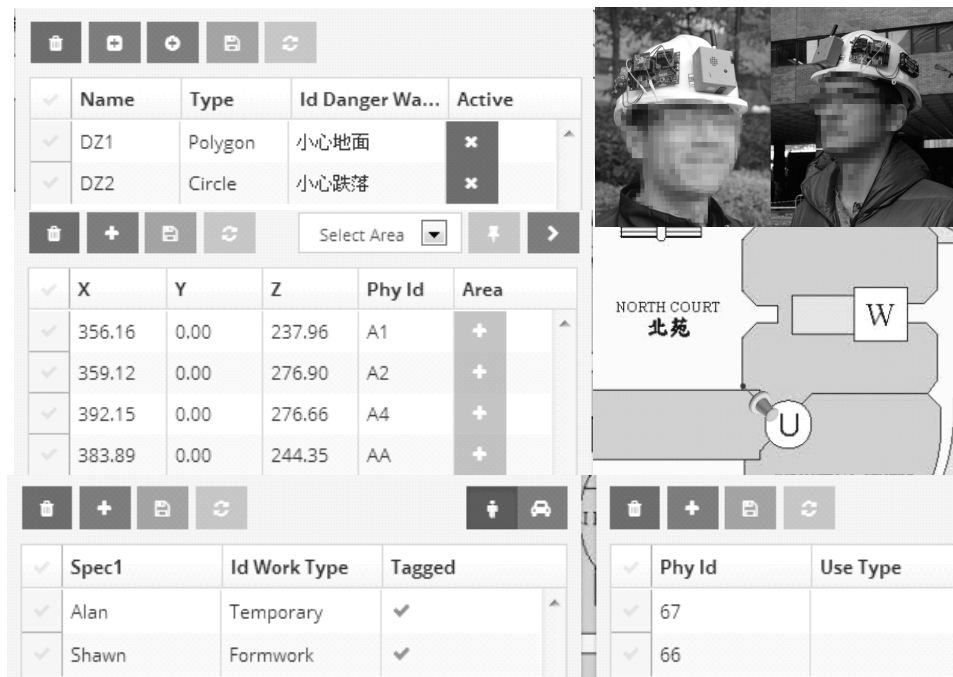 Name Type Id Danger Wa... Active
DZ1 Polygon 小心地面
DZ2 Circle 小心跌落
Select Area
X Y Z Phy Id Area
356.16 0.00 237.96 A1
359.12 0.00 276.90 A2
392.15 0.00 276.66 A4
383.89 0.00 244.35 AA
NORTH COURT
北苑
W
U
Spec1 Id Work Type Tagged
Alan Temporary
Shawn Formwork
Phy Id Use Type
67
66